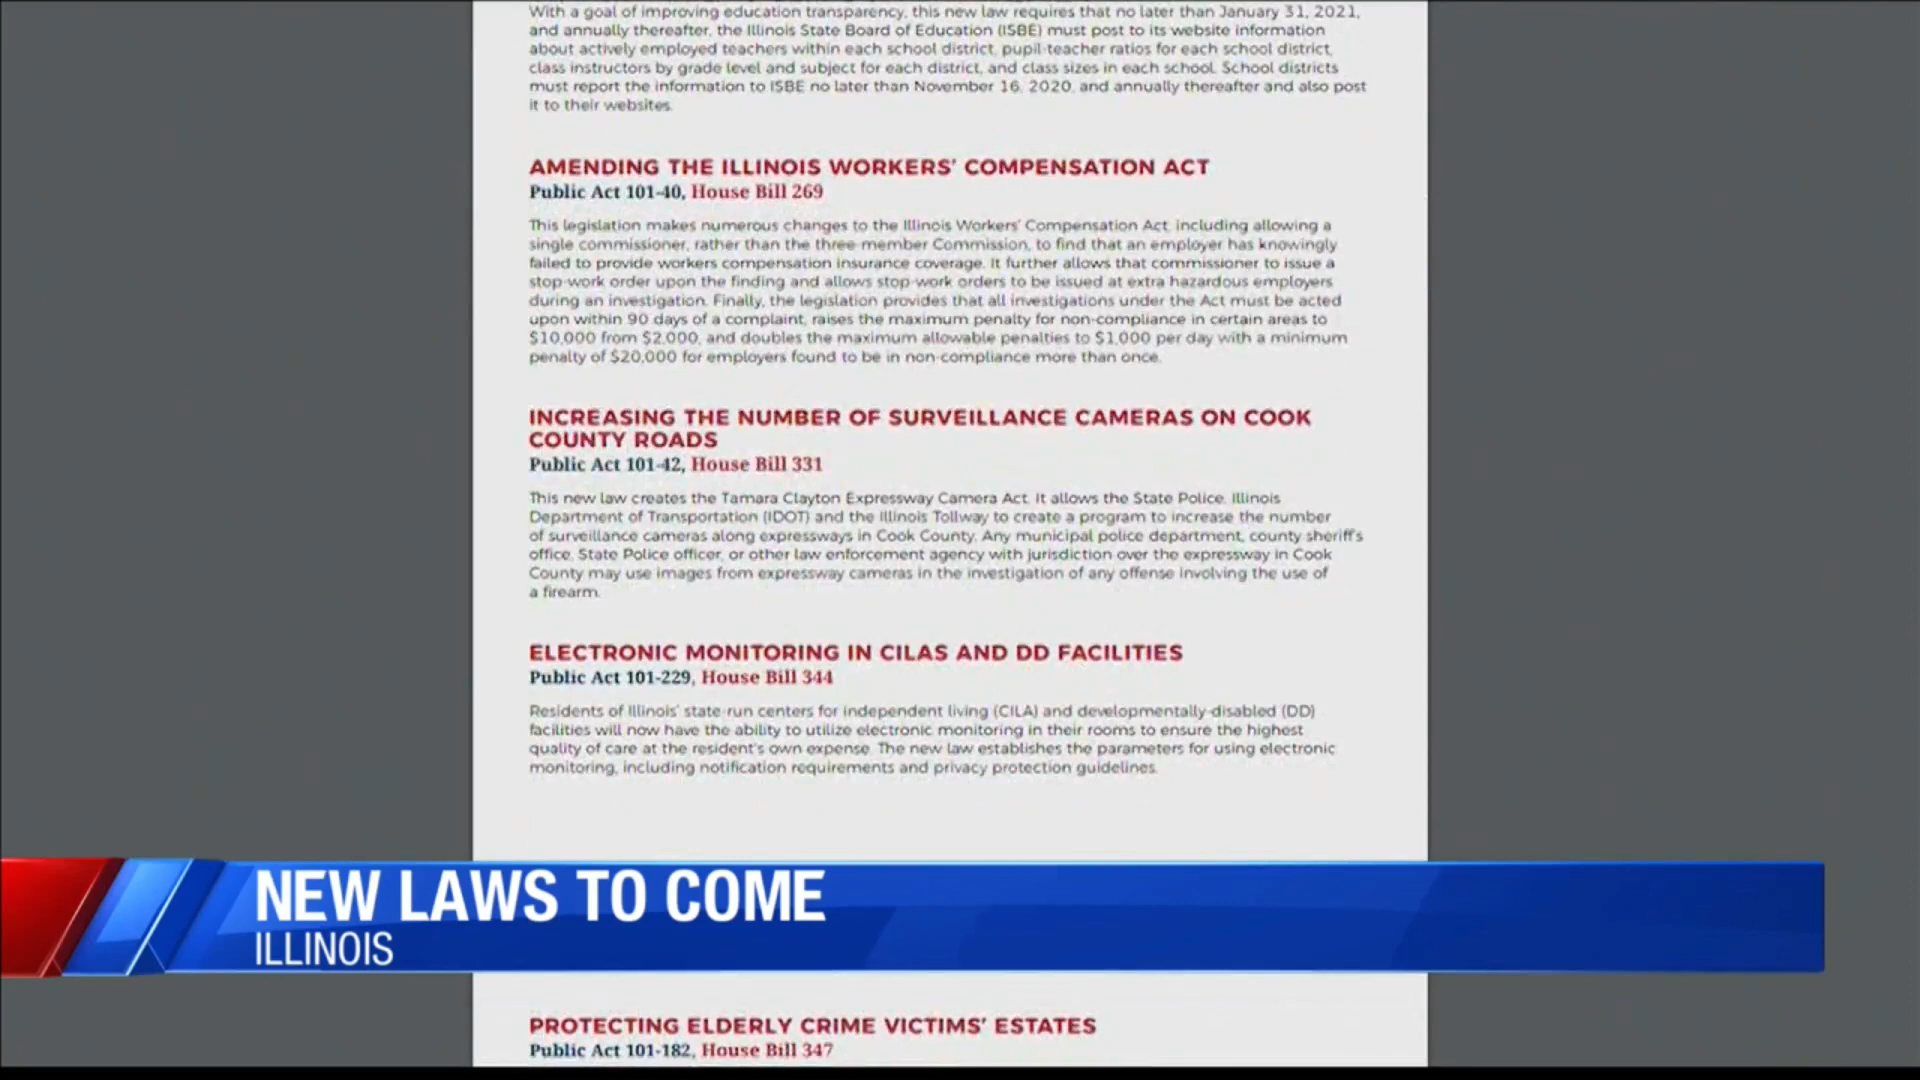 With a goal of improving education transparency, this new law requires that no later than January 31, 2021,
and annually thereafter, the Illinois State Board of Education (ISBE) must post to its website information
about actively employed teachers within each school district, pupil-teacher ratios for each school district,
class instructors by grade level and subject for each district, and class sizes in each school. School districts
must report the information to ISBE no later than November 16, 2020, and annually thereafter and also post
it to their websites.
AMENDING THE ILLINOIS WORKERS' COMPENSATION ACT
Public Act 101-40, House Bill 269
This legislation makes numerous changes to the Illinois Workers' Compensation Act, including allowing a
single commissioner, rather than the three-member Commission, to find that an employer has knowingly
failed to provide workers compensation insurance coverage. It further allows that commissioner to issue a
stop-work order upon the finding and allows stop-work orders to be issued at extra hazardous employers
during an investigation. Finally, the legislation provides that all investigations under the Act must be acted
upon within 90 days of a complaint, raises the maximum penalty for non-compliance in certain areas to
$10,000 from $2,000, and doubles the maximum allowable penalties to $1,000 per day with a minimum
penalty of $20,000 for employers found to be in non-compliance more than once.
INCREASING THE NUMBER OF SURVEILLANCE CAMERAS ON COOK
COUNTY ROADS
Public Act 101-42, House Bill 331
This new law creates the Tamara Clayton Expressway Camera Act. It allows the State Police, Illinois
Department of Transportation (IDOT) and the Illinois Tollway to create a program to increase the number
of surveillance cameras along expressways in Cook County. Any municipal police department, county sheriff's
office, State Police officer, or other law enforcement agency with jurisdiction over the expressway in Cook
County may use images from expressway cameras in the investigation of any offense involving the use of
a firearm.
ELECTRONIC MONITORING IN CILAS AND DD FACILITIES
Public Act 101-229, House Bill 344
Residents of Illinois' state-run centers for independent living (CILA) and developmentally-disabled (DD)
facilities will now have the ability to utilize electronic monitoring in their rooms to ensure the highest
quality of care at the resident's own expense. The new law establishes the parameters for using electronic
monitoring, including notification requirements and privacy protection guidelines.
NEW LAWS TO COME
ILLINOIS
PROTECTING ELDERLY CRIME VICTIMS' ESTATES
Public Act 101-182, House Bill 347